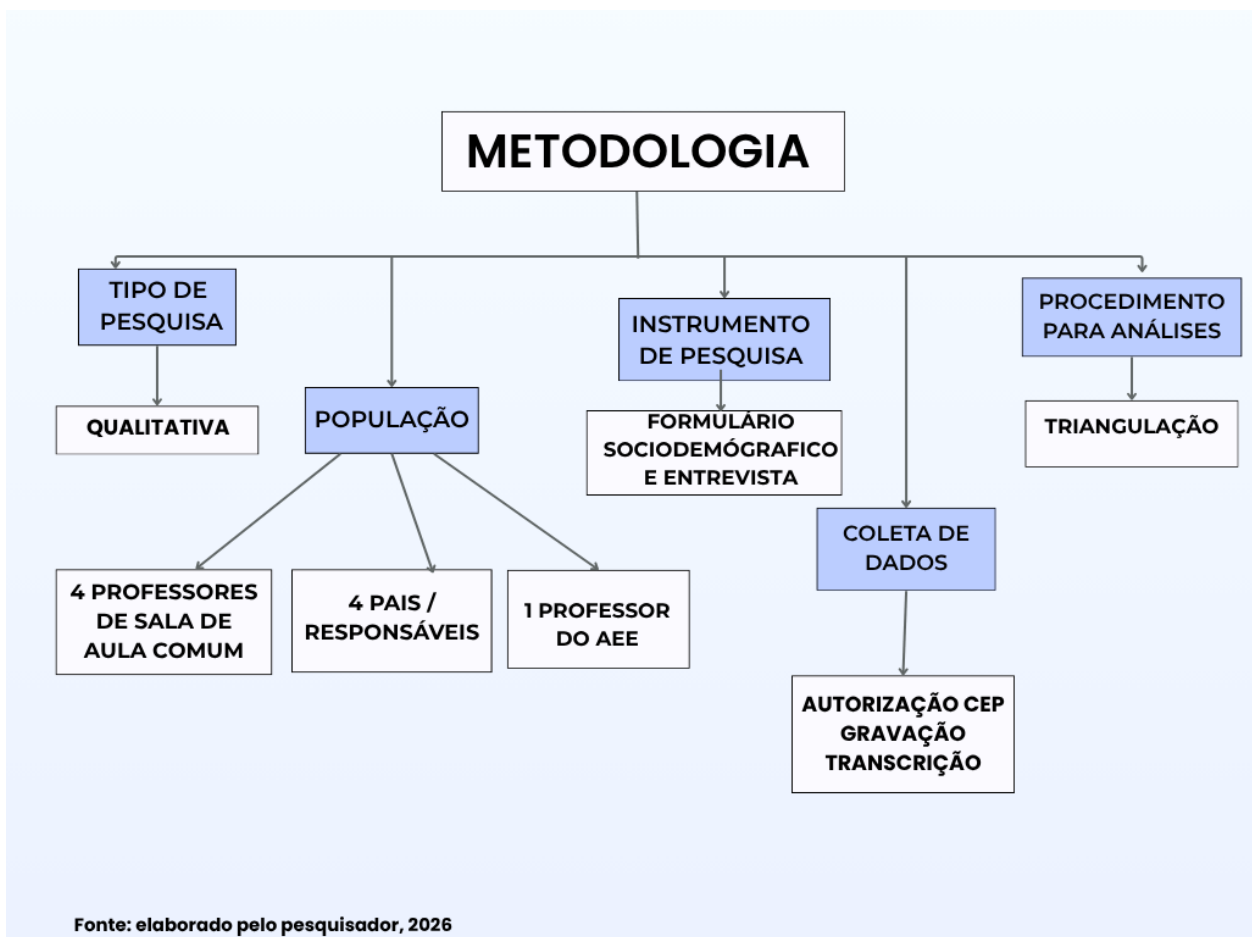 METODOLOGIA
TIPO DE
PESQUISA
QUALITATIVA
POPULAÇÃO
4 PROFESSORES
DE SALA DE
AULA COMUM
4 PAIS /
RESPONSÁVEIS
1 PROFESSOR
DO AEE
INSTRUMENTO
DE PESQUISA
FORMULÁRIO
SOCIODEMÓGRAFICO
E ENTREVISTA
COLETA DE
DADOS
AUTORIZAÇÃO CEP
GRAVAÇÃO
TRANSCRIÇÃO
PROCEDIMENTO
PARA ANÁLISES
TRIANGULAÇÃO
Fonte: elaborado pelo pesquisador, 2026